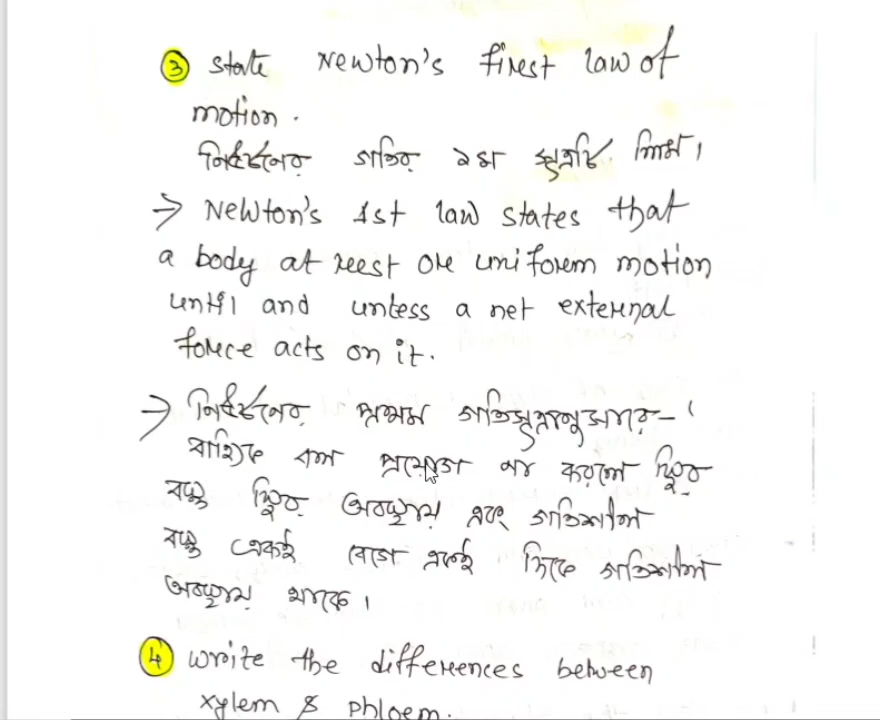 ③ state Newton's first law of
motion.
নিউটনের গতির ১ম সূত্রটি লিখ।
→ Newton's 1st law states that
a body at rest or uniform motion
until and unless a net external
force acts on it.
→ নিউটনের প্রথম গতিসূত্রানুসারে- ‘
বাহ্যিক বল প্রয়োগ না করলে স্থির
বস্তু স্থির অবস্থায় এবং গতিশীল
বস্তু একই বেগে একই দিকে গতিশীল
অবস্থায় থাকে।
④ write the differences between
xylem & phloem.